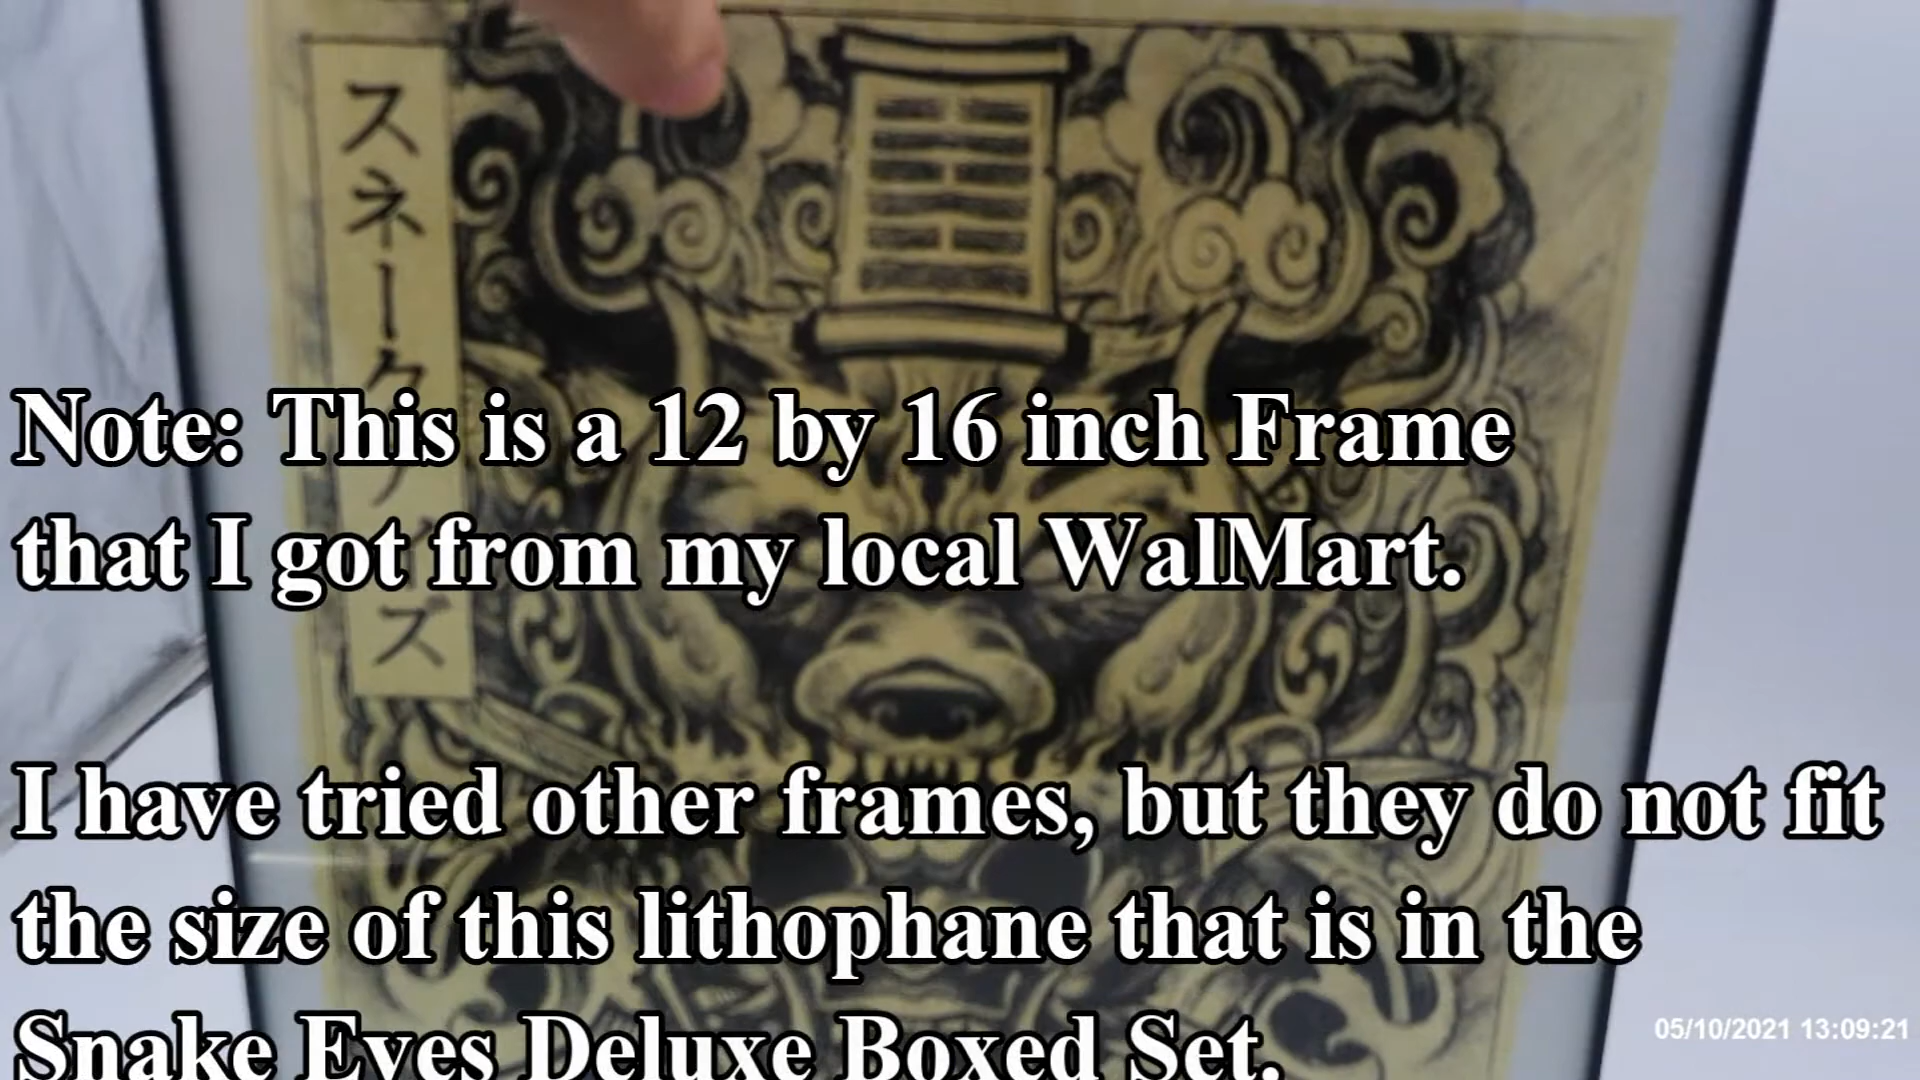 スネークアイズ
Note: This is a 12 by 16 inch Frame
that I got from my local WalMart.
I have tried other frames, but they do not fit
the size of this lithophane that is in the
Snake Eyes Deluxe Boxed Set.
05/10/2021 13:09:21